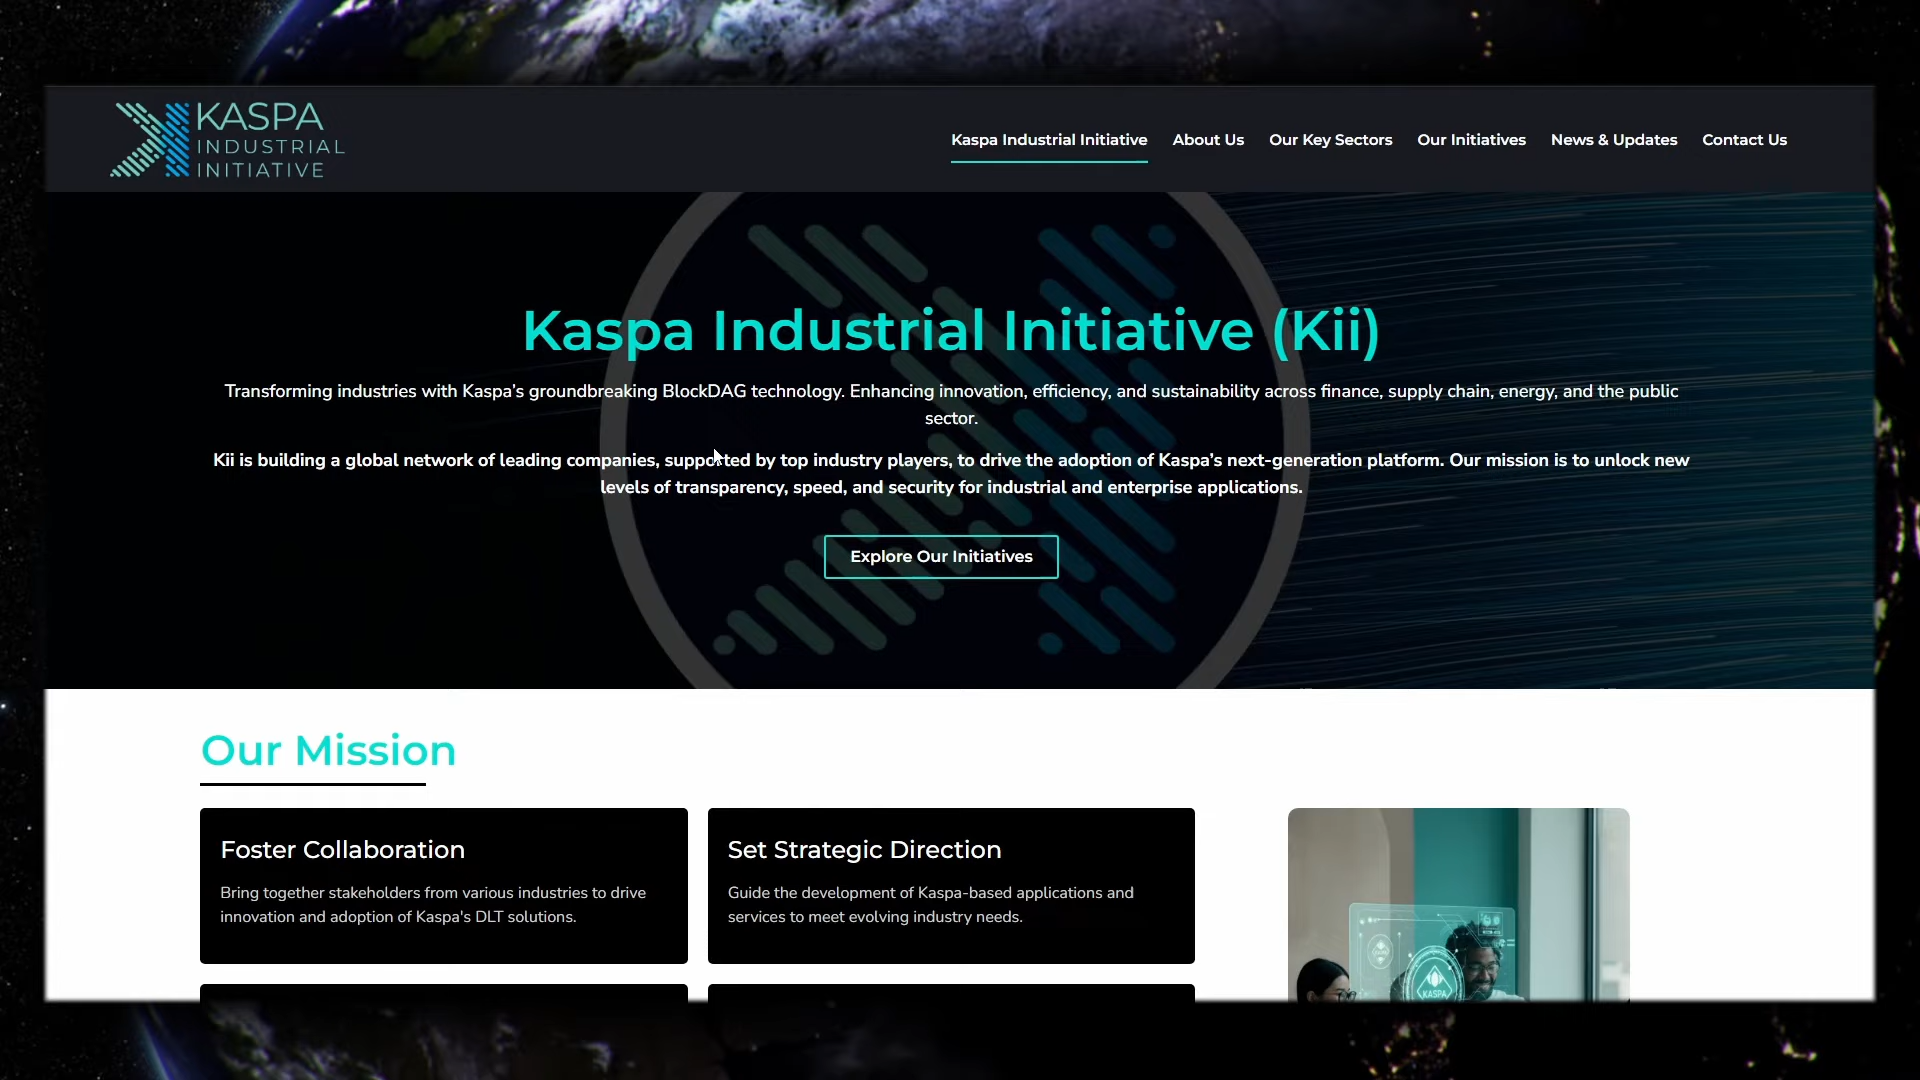 KASPA
INDUSTRIAL
INITIATIVE
Kaspa Industrial Initiative
About Us
Our Key Sectors
Our Initiatives
News & Updates
Contact Us
Kaspa Industrial Initiative (Kii)
Transforming industries with Kaspa’s groundbreaking BlockDAG technology. Enhancing innovation, efficiency, and sustainability across finance, supply chain, energy, and the public
sector.
Kii is building a global network of leading companies, supported by top industry players, to drive the adoption of Kaspa’s next-generation platform. Our mission is to unlock new
levels of transparency, speed, and security for industrial and enterprise applications.
Explore Our Initiatives
Our Mission
Foster Collaboration
Bring together stakeholders from various industries to drive
innovation and adoption of Kaspa's DLT solutions.
Set Strategic Direction
Guide the development of Kaspa-based applications and
services to meet evolving industry needs.
KASPA